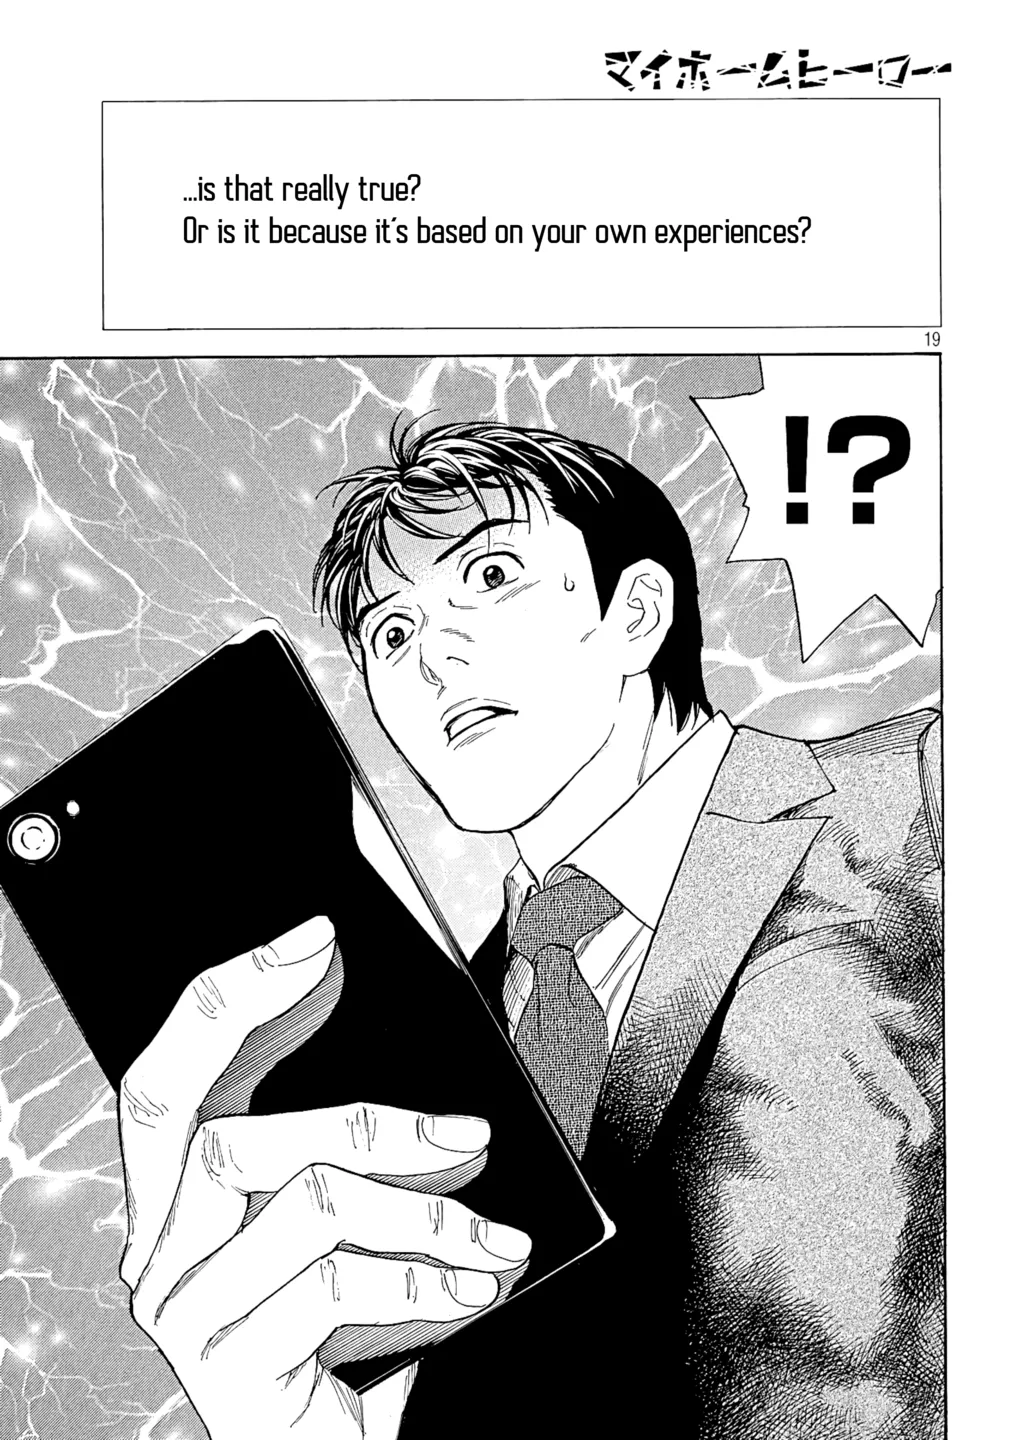 マイホームヒーロー
...is that really true?
Or is it because it's based on your own experiences?
19
!?